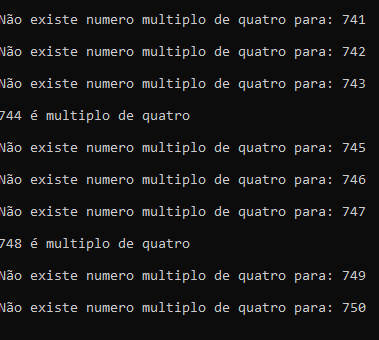 Não existe numero multiplo de quatro para: 741
Não existe numero multiplo de quatro para: 742
Não existe numero multiplo de quatro para: 743
744 é multiplo de quatro
Não existe numero multiplo de quatro para: 745
Não existe numero multiplo de quatro para: 746
Não existe numero multiplo de quatro para: 747
748 é multiplo de quatro
Não existe numero multiplo de quatro para: 749
Não existe numero multiplo de quatro para: 750